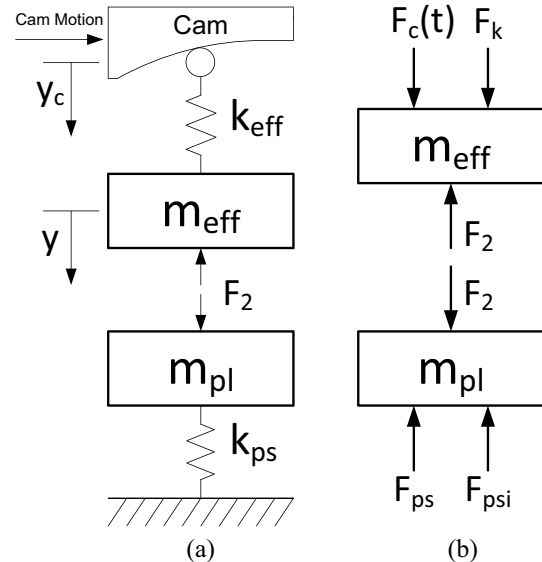 Cam Motion
Cam
y_c
k_eff
m_eff
y
F_2
m_pl
k_ps
(a)
F_c(t) F_k
m_eff
F_2
F_2
m_pl
F_ps F_psi
(b)